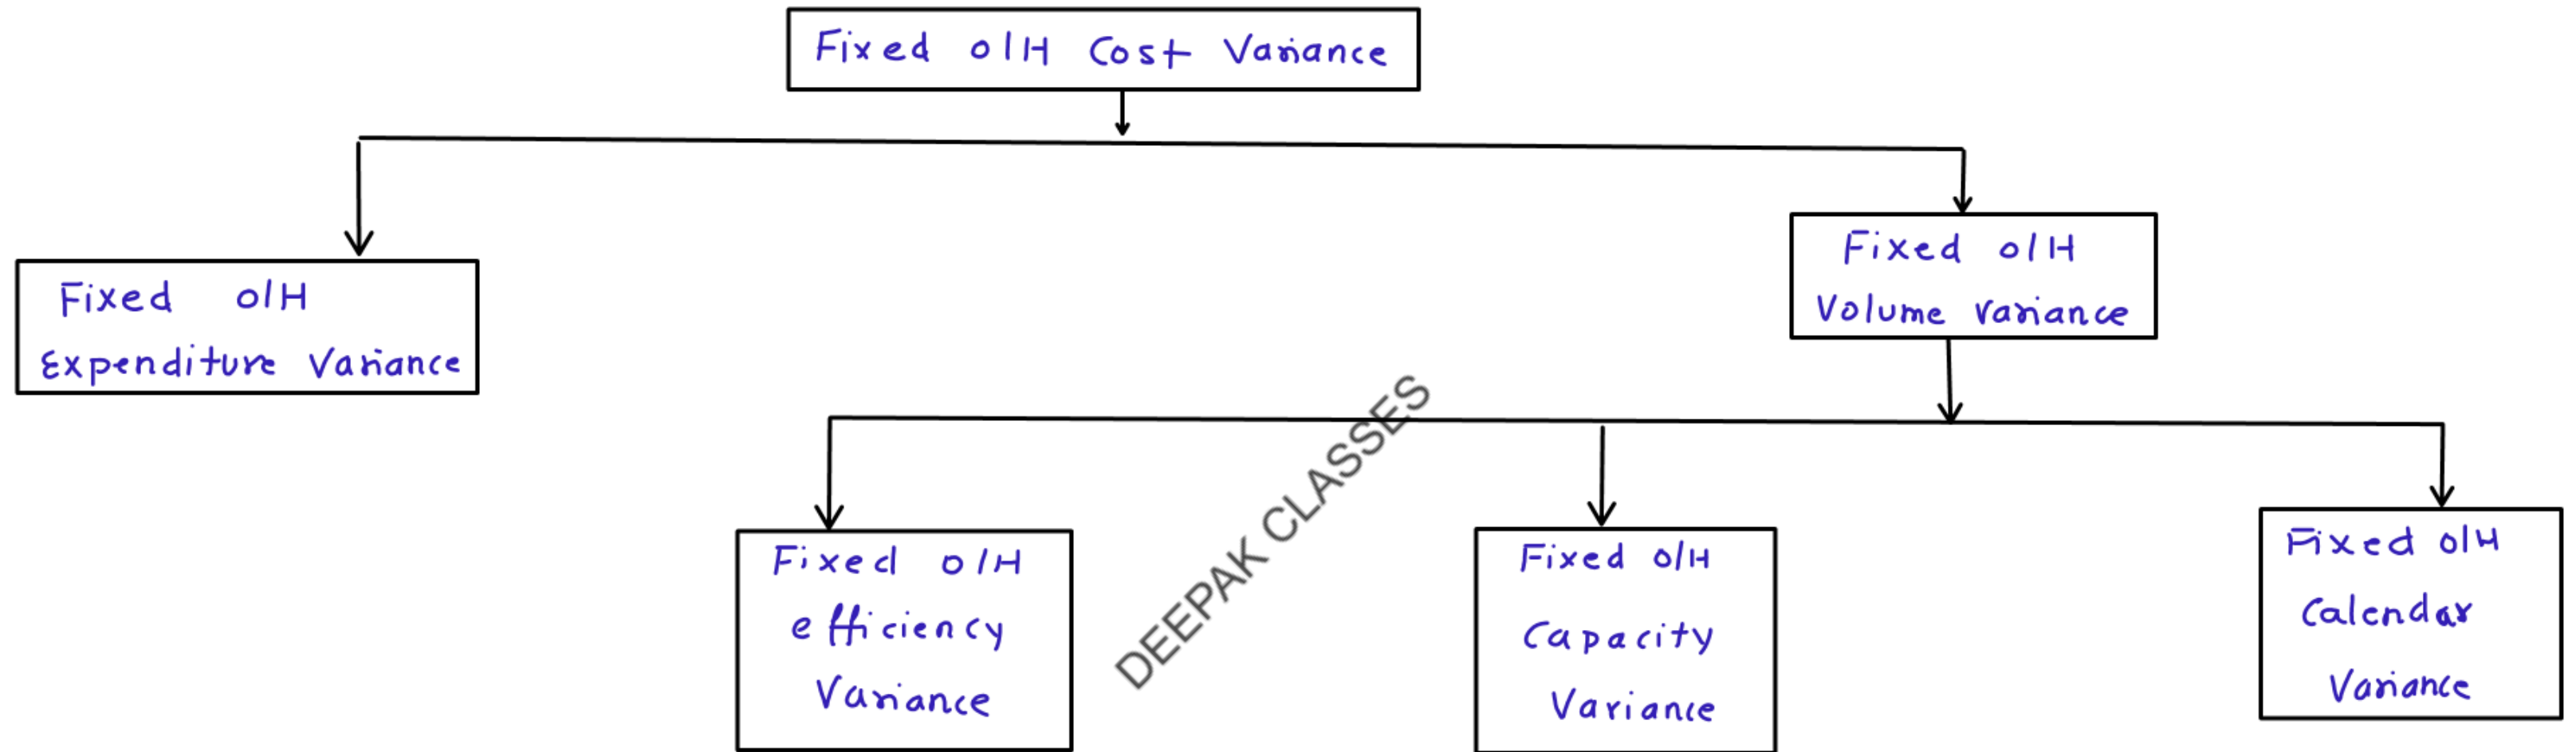 Fixed o/H Cost Variance
Fixed o/H
Expenditure Variance
Fixed o/H
Volume variance
Fixed o/H
efficiency
Variance
Fixed o/H
Capacity
Variance
Fixed o/H
Calendar
Variance
DEEPAK CLASSES